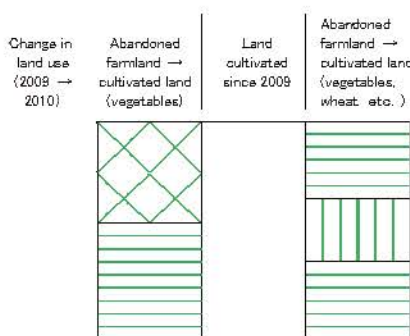 Change in
land use
(2009 →
2010)
Abandoned
farmland →
cultivated land
(vegetables)
Land
cultivated
since 2009
Abandoned
farmland →
cultivated land
(vegetables,
wheat etc.)